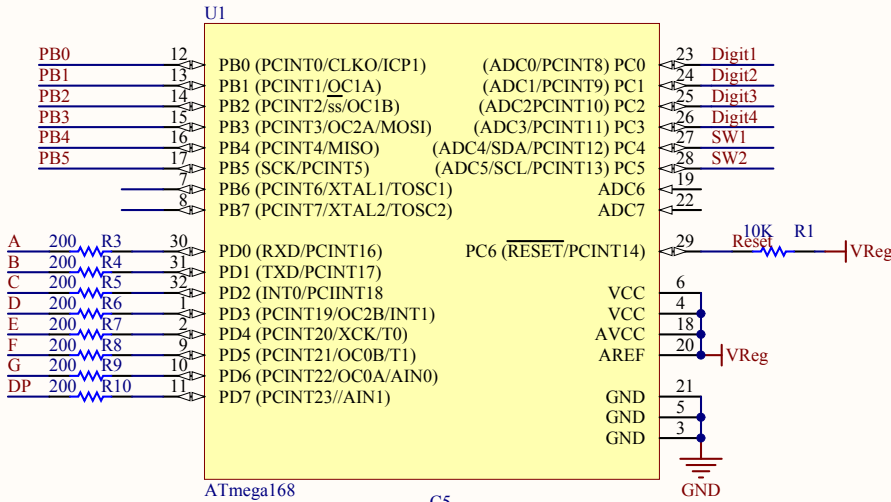 U1
PB0 12 PB0 (PCINT0/CLKO/ICP1) (ADC0/PCINT8) PC0 23 Digit1
PB1 13 PB1 (PCINT1/OC1A) (ADC1/PCINT9) PC1 24 Digit2
PB2 14 PB2 (PCINT2/ss/OC1B) (ADC2PCINT10) PC2 25 Digit3
PB3 15 PB3 (PCINT3/OC2A/MOSI) (ADC3/PCINT11) PC3 26 Digit4
PB4 16 PB4 (PCINT4/MISO) (ADC4/SDA/PCINT12) PC4 27 SW1
PB5 17 PB5 (SCK/PCINT5) (ADC5/SCL/PCINT13) PC5 28 SW2
7 PB6 (PCINT6/XTAL1/TOSC1) ADC6 19
8 PB7 (PCINT7/XTAL2/TOSC2) ADC7 22
A 200 R3 30 PD0 (RXD/PCINT16) PC6 (RESET/PCINT14) 29 Reset 10K R1 VReg
B 200 R4 31 PD1 (TXD/PCINT17)
C 200 R5 32 PD2 (INT0/PCIINT18 VCC 6
D 200 R6 1 PD3 (PCINT19/OC2B/INT1) VCC 4
E 200 R7 2 PD4 (PCINT20/XCK/T0) AVCC 18
F 200 R8 9 PD5 (PCINT21/OC0B/T1) AREF 20 VReg
G 200 R9 10 PD6 (PCINT22/OC0A/AIN0)
DP 200 R10 11 PD7 (PCINT23//AIN1) GND 21
GND 5
GND 3
ATmega168 GND